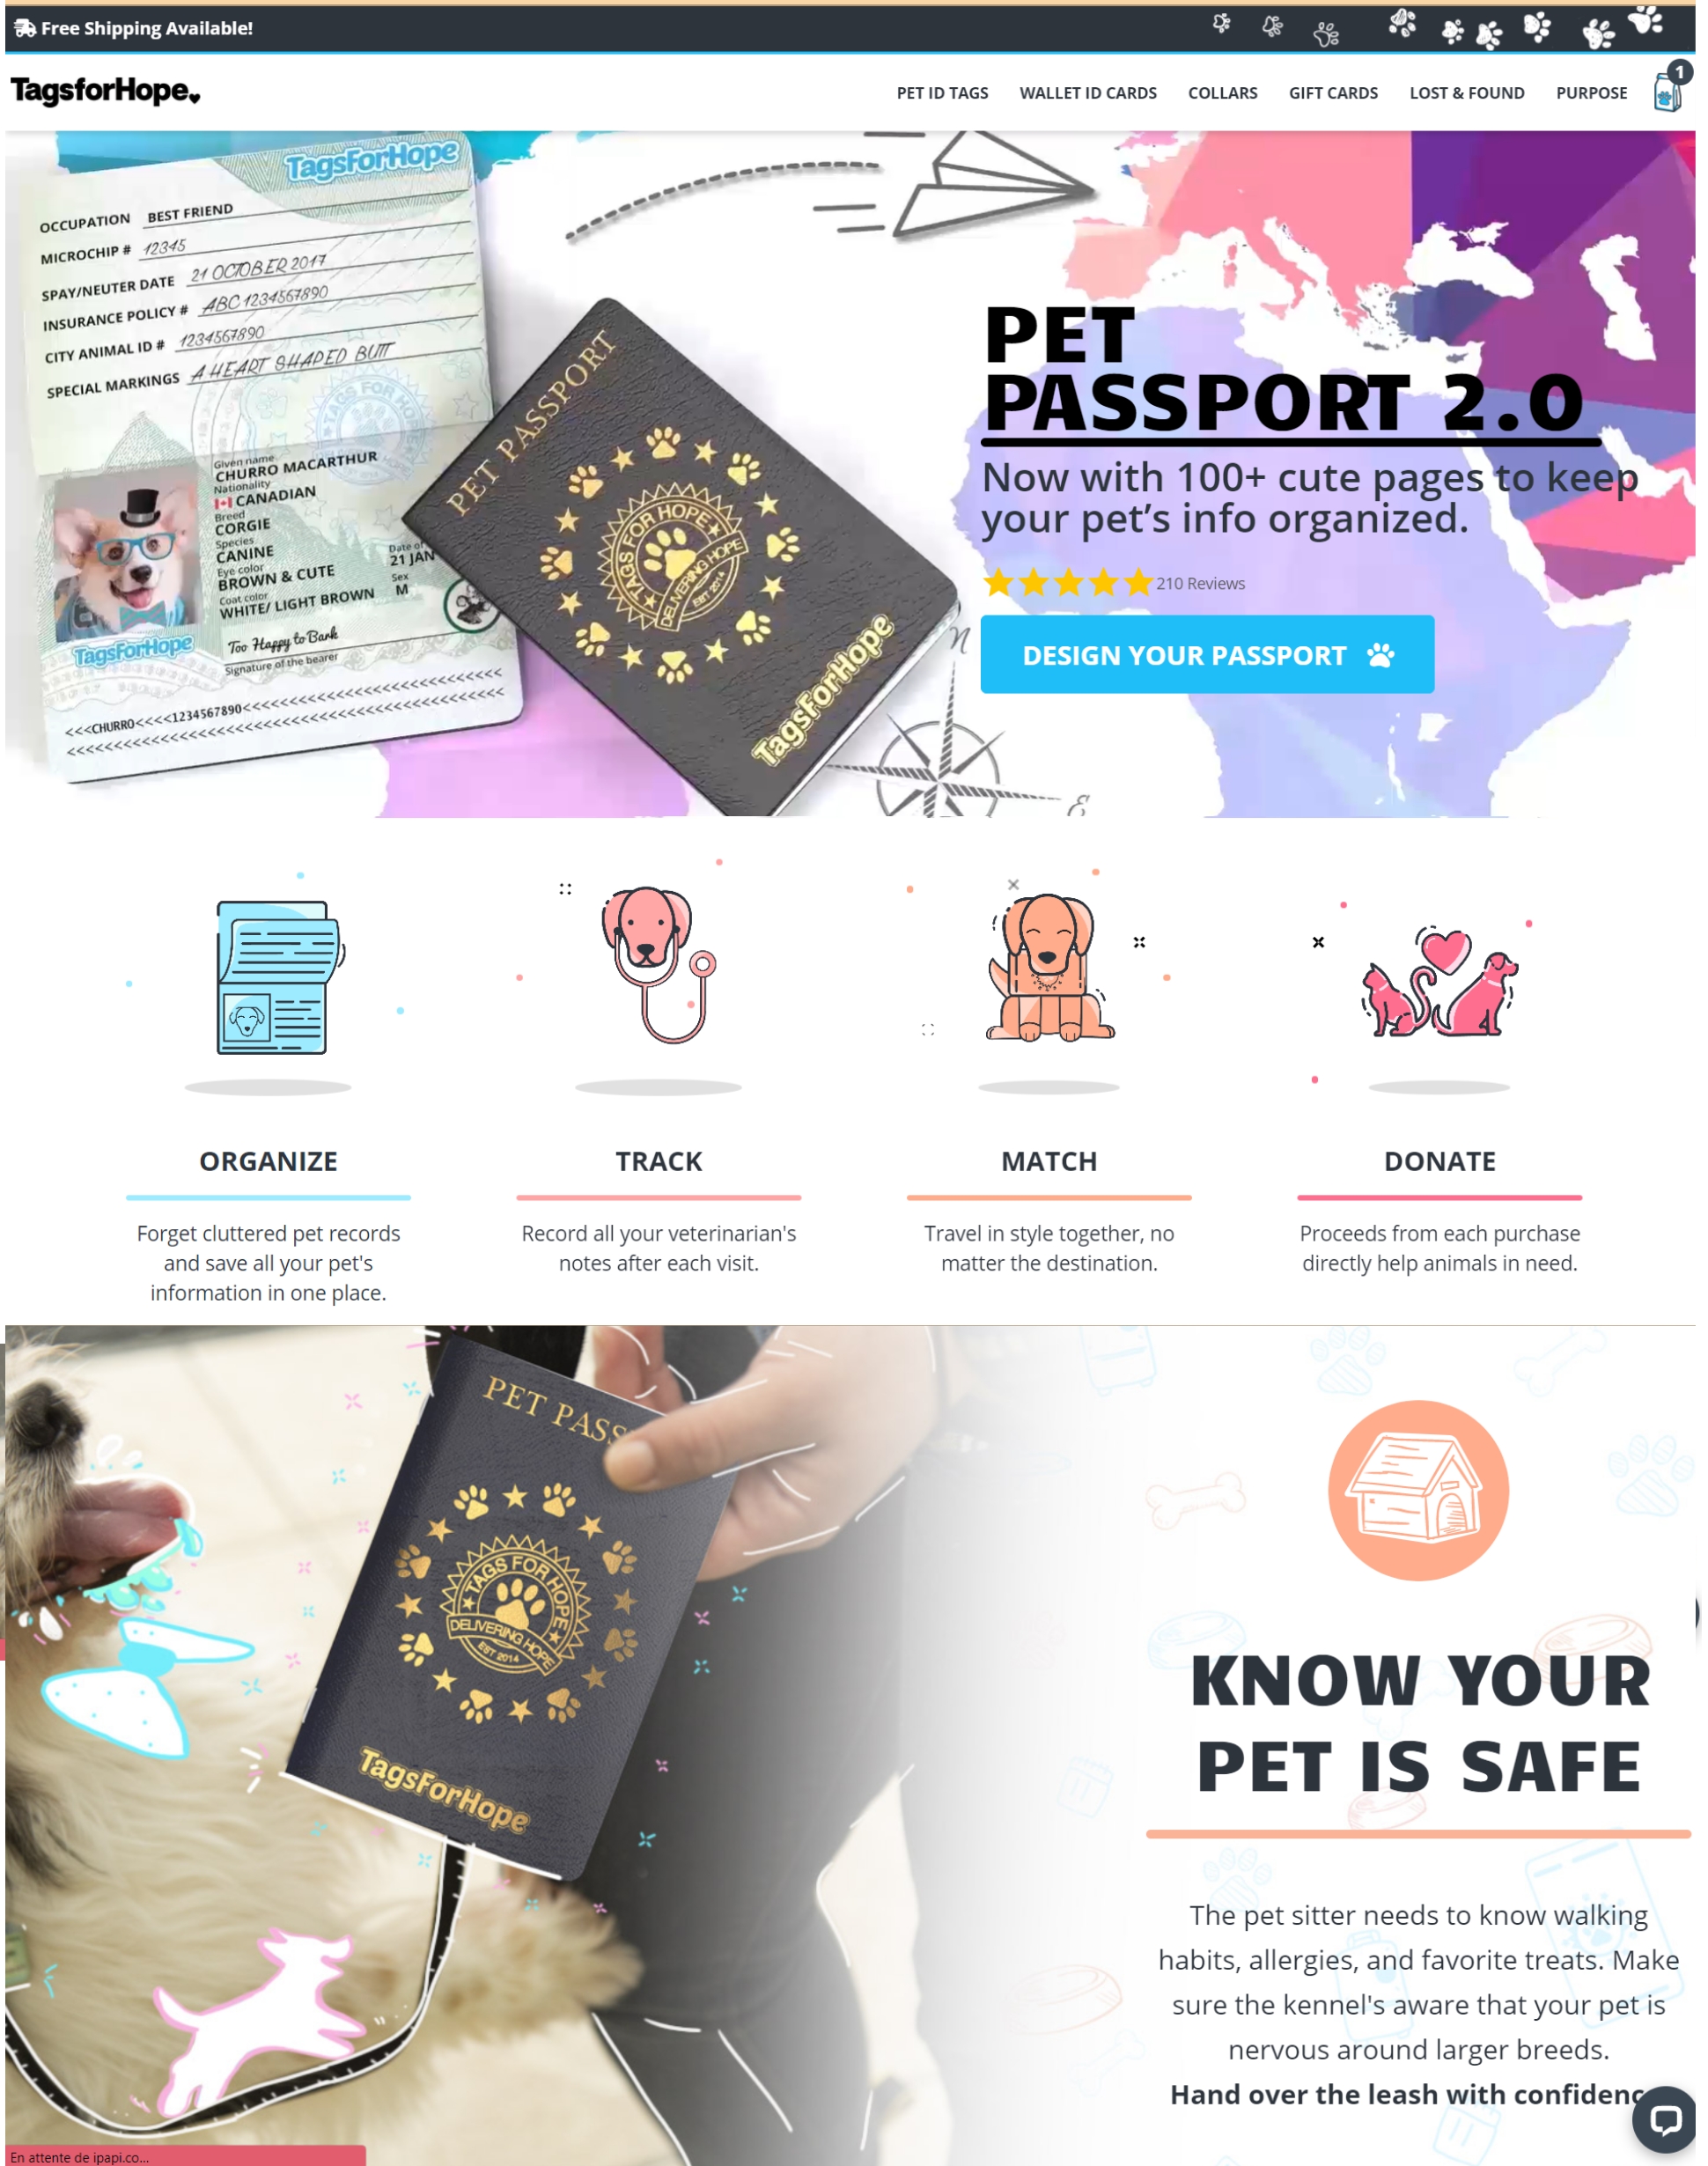 Free Shipping Available!
TagsforHope
PET ID TAGS WALLET ID CARDS COLLARS GIFT CARDS LOST & FOUND PURPOSE 1
TagsForHope
OCCUPATION BEST FRIEND
MICROCHIP # 12345
SPAY/NEUTER DATE 21 OCTOBER 2017
INSURANCE POLICY # ABC 1234567890
CITY ANIMAL ID # 1234567890
SPECIAL MARKINGS A HEART SHAPED BUTT
TAGS FOR HOPE
Given name
CHURRO MACARTHUR
Nationality
CANADIAN
Breed
CORGIE
Species
CANINE
Eye color
BROWN & CUTE
Coat color
WHITE/ LIGHT BROWN
Date of
21 JAN
Sex
M
TagsForHope
Too Happy to Bark
Signature of the bearer
<<<CHURRO<<<<1234567890<<<<<<<<<<<<<<<<<<<<<<<<<<
<<<<<<<<<<<<<<<<<<<<<<<<<<<<<<<<<<<<<<<<<<<<
PET PASSPORT
TAGS FOR HOPE
DELIVERING HOPE
EST 2014
TagsForHope
n
E
PET
PASSPORT 2.0
Now with 100+ cute pages to keep
your pet’s info organized.
210 Reviews
DESIGN YOUR PASSPORT
ORGANIZE
Forget cluttered pet records
and save all your pet's
information in one place.
TRACK
Record all your veterinarian's
notes after each visit.
MATCH
Travel in style together, no
matter the destination.
DONATE
Proceeds from each purchase
directly help animals in need.
PET PASS
TAGS FOR HOPE
DELIVERING HOPE
EST 2014
TagsForHope
KNOW YOUR
PET IS SAFE
The pet sitter needs to know walking
habits, allergies, and favorite treats. Make
sure the kennel's aware that your pet is
nervous around larger breeds.
Hand over the leash with confidenc
En attente de ipapi.co...